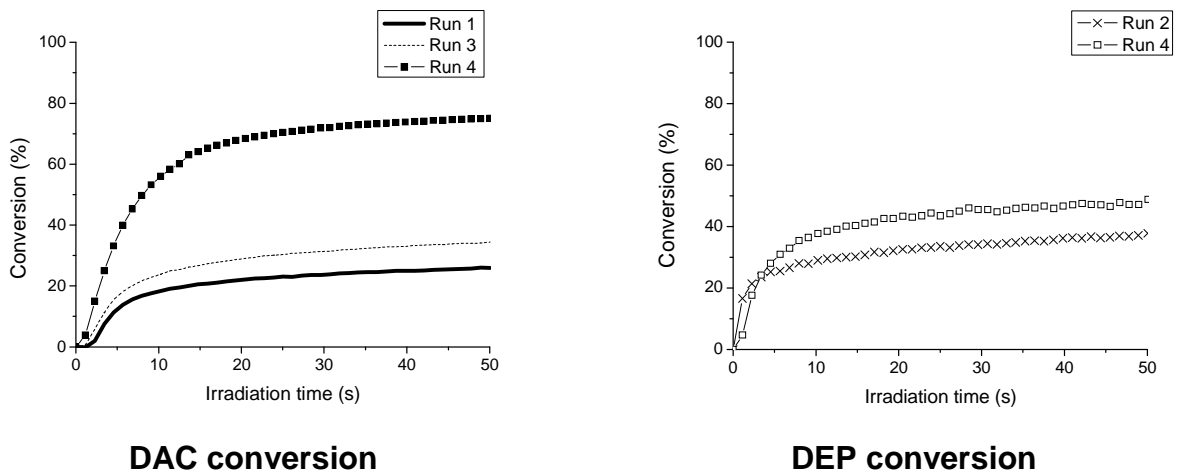 Run 1
Run 3
Run 4
100
80
60
40
20
0
Conversion (%)
0 10 20 30 40 50
Irradiation time (s)
DAC conversion
Run 2
Run 4
100
80
60
40
20
0
Conversion (%)
0 10 20 30 40 50
Irradiation time (s)
DEP conversion